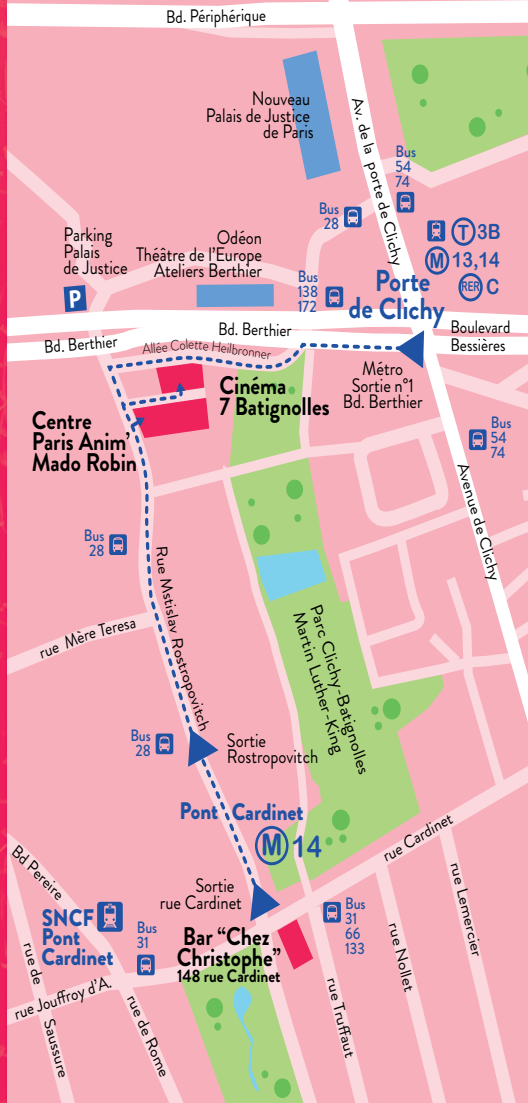 Bd. Périphérique
Nouveau
Palais de Justice
de Paris
Av. de la porte de Clichy
Bus
54
74
Bus
28
T 3B
M 13,14
RER C
Parking
Palais
de Justice
P
Odéon
Théâtre de l'Europe
Ateliers Berthier
Bus
138
172
Porte
de Clichy
Bd. Berthier
Bd. Berthier
Boulevard
Bessières
Allée Colette Heilbronner
Métro
Sortie n°1
Bd. Berthier
Cinéma
7 Batignolles
Centre
Paris Anim'
Mado Robin
Bus
54
74
Avenue de Clichy
Bus
28
Rue Mstislav Rostropovitch
rue Mère Teresa
Parc Clichy-Batignolles
Martin Luther-King
Bus
28
Sortie
Rostropovitch
Pont Cardinet
M 14
rue Cardinet
Bd Pereire
Sortie
rue Cardinet
rue Lemercier
SNCF
Pont
Cardinet
Bus
31
Bar “Chez
Christophe”
148 rue Cardinet
Bus
31
66
133
rue Nollet
rue de Saussure
rue Jouffroy d'A.
rue de Rome
rue Truffaut